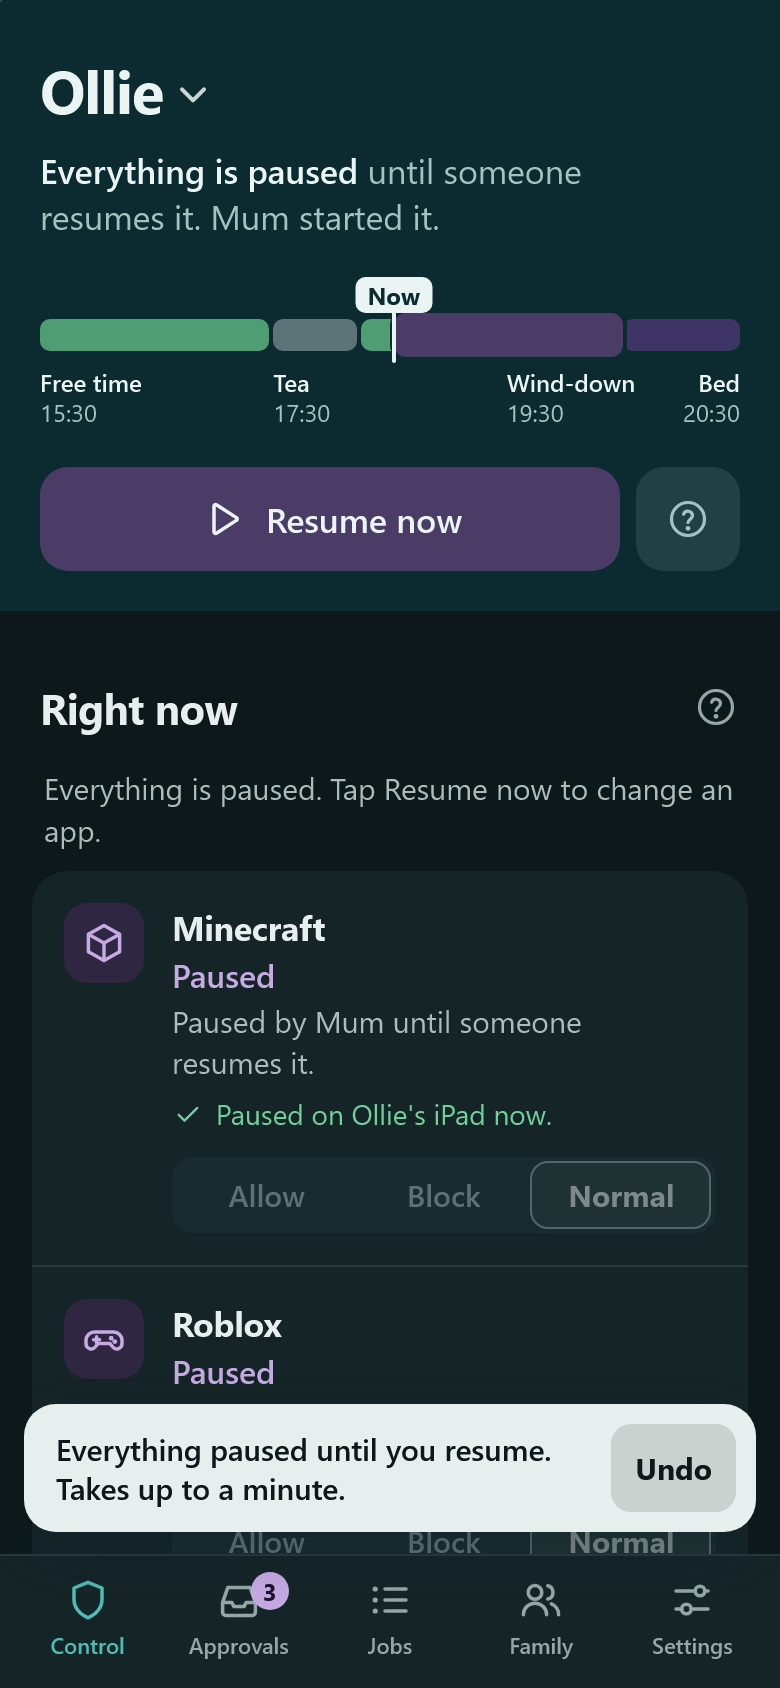 Ollie
Everything is paused until someone
resumes it. Mum started it.
Now
Free time
15:30
Tea
17:30
Wind-down
19:30
Bed
20:30
Resume now
Right now
Everything is paused. Tap Resume now to change an
app.
Minecraft
Paused
Paused by Mum until someone
resumes it.
Paused on Ollie's iPad now.
Allow Block Normal
Roblox
Paused
Everything paused until you resume.
Takes up to a minute.
Undo
Allow Block Normal
3
Control Approvals Jobs Family Settings